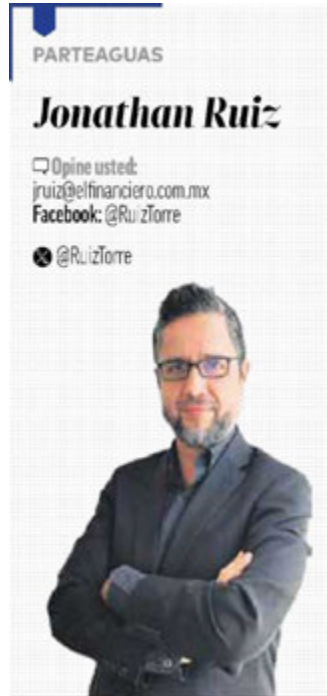 PARTEAGUAS
Jonathan Ruiz
Opine usted:
jruiz@elfinanciero.com.mx
Facebook: @RuizTorre
@RuizTorre